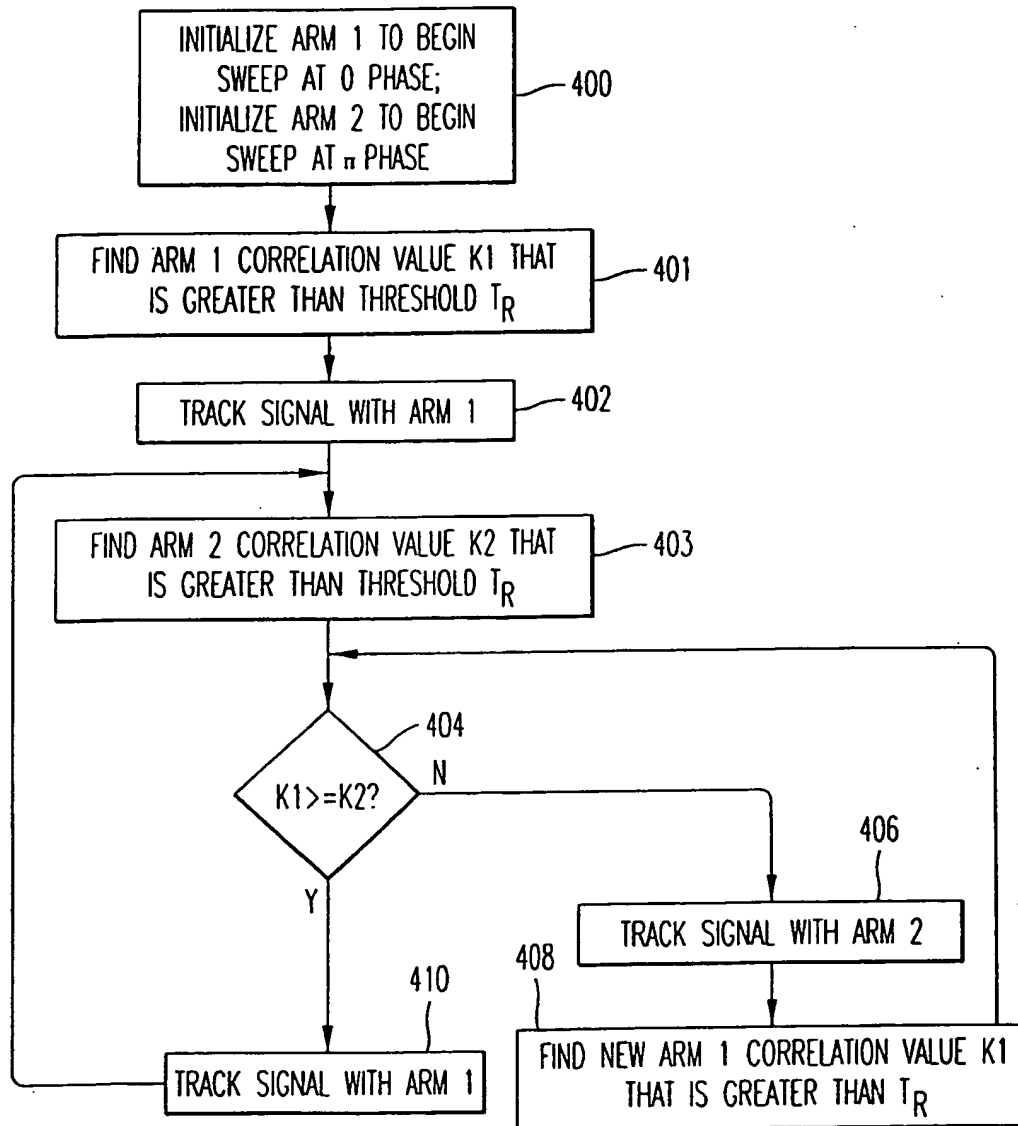 INITIALIZE ARM 1 TO BEGIN
SWEEP AT 0 PHASE;
INITIALIZE ARM 2 TO BEGIN
SWEEP AT π PHASE
400
FIND ARM 1 CORRELATION VALUE K1 THAT
IS GREATER THAN THRESHOLD TR
401
TRACK SIGNAL WITH ARM 1
402
FIND ARM 2 CORRELATION VALUE K2 THAT
IS GREATER THAN THRESHOLD TR
403
404
K1>=K2?
N
Y
406
TRACK SIGNAL WITH ARM 2
408
FIND NEW ARM 1 CORRELATION VALUE K1
THAT IS GREATER THAN TR
410
TRACK SIGNAL WITH ARM 1